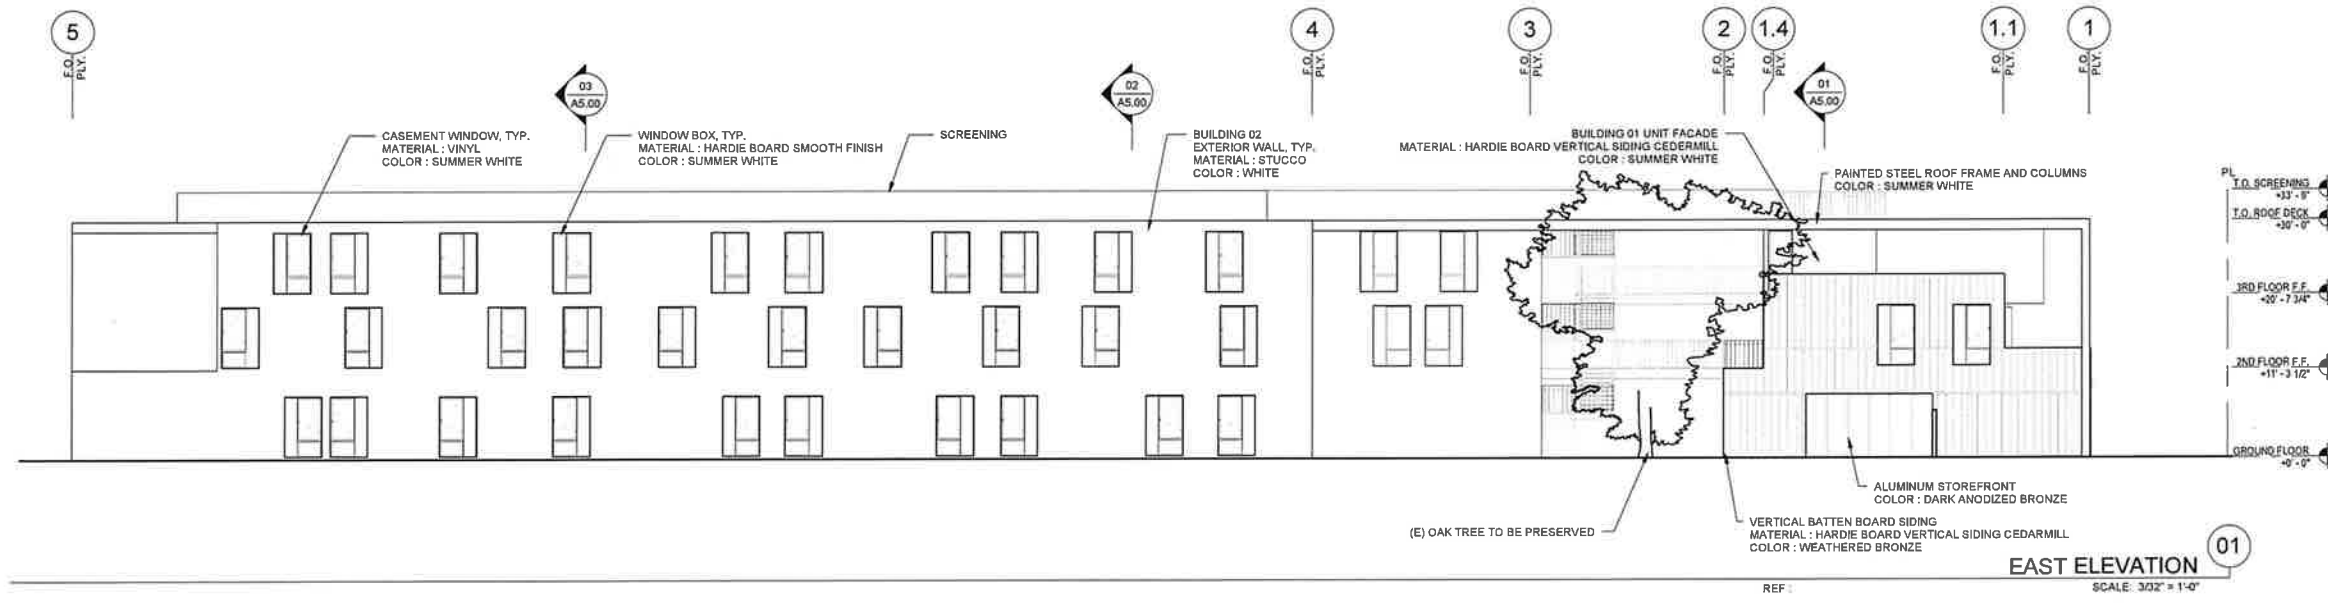 5
4
3
2
1.4
1.1
1
F.O. PLY.
F.O. PLY.
F.O. PLY.
F.O. PLY.
F.O. PLY.
F.O. PLY.
F.O. PLY.
03
A5.00
02
A5.00
01
A5.00
CASEMENT WINDOW, TYP.
MATERIAL : VINYL
COLOR : SUMMER WHITE
WINDOW BOX, TYP.
MATERIAL : HARDIE BOARD SMOOTH FINISH
COLOR : SUMMER WHITE
SCREENING
BUILDING 02
EXTERIOR WALL, TYP.
MATERIAL : STUCCO
COLOR : WHITE
BUILDING 01 UNIT FACADE
MATERIAL : HARDIE BOARD VERTICAL SIDING CEDERMILL
COLOR : SUMMER WHITE
PAINTED STEEL ROOF FRAME AND COLUMNS
COLOR : SUMMER WHITE
PL
T.O. SCREENING
+33' - 6"
T.O. ROOF DECK
+30' - 0"
3RD FLOOR F.F.
+20' - 7 3/4"
2ND FLOOR F.F.
+11' - 3 1/2"
GROUND FLOOR
+0' - 0"
ALUMINUM STOREFRONT
COLOR : DARK ANODIZED BRONZE
(E) OAK TREE TO BE PRESERVED
VERTICAL BATTEN BOARD SIDING
MATERIAL : HARDIE BOARD VERTICAL SIDING CEDARMILL
COLOR : WEATHERED BRONZE
01
EAST ELEVATION
REF :
SCALE: 3/32" = 1'-0"